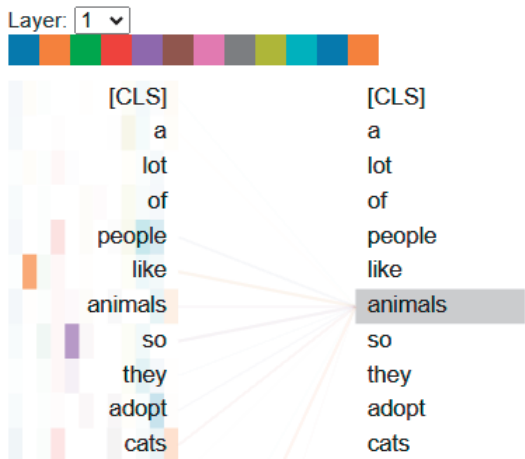 Layer: 1
[CLS] [CLS]
a a
lot lot
of of
people people
like like
animals animals
so so
they they
adopt adopt
cats cats